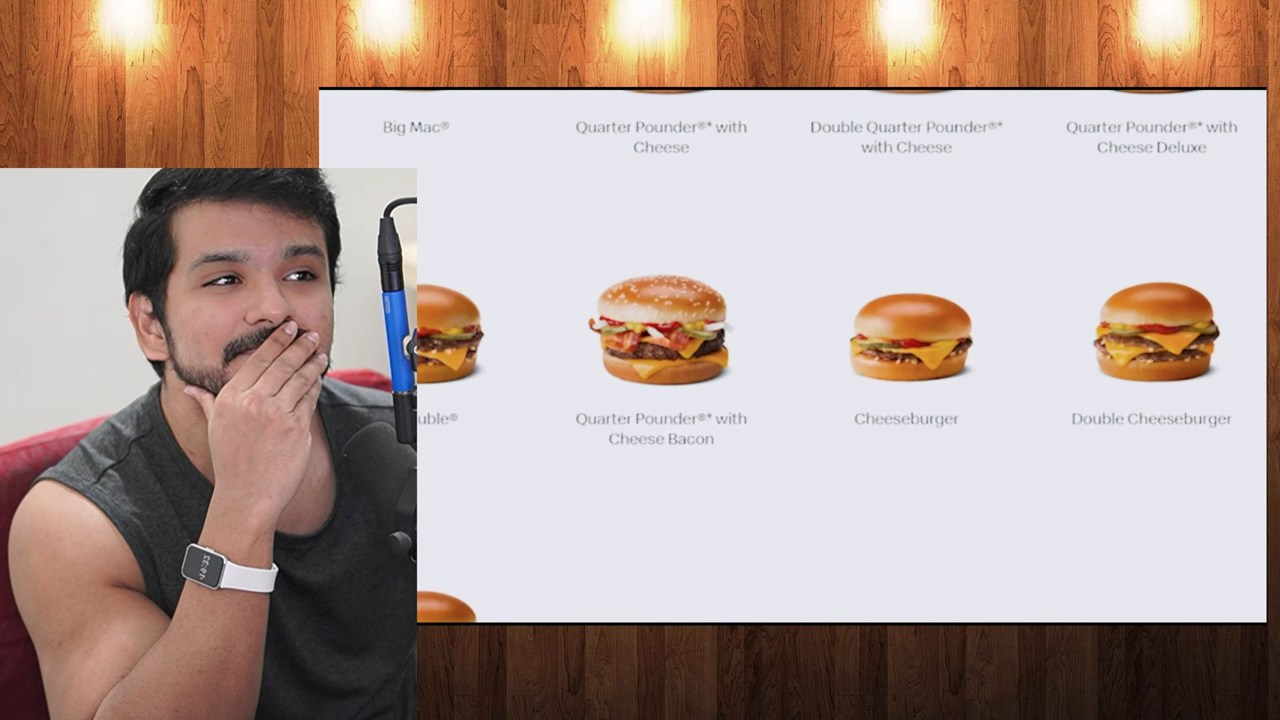 Big Mac®
Quarter Pounder®* with
Cheese
Double Quarter Pounder®*
with Cheese
Quarter Pounder®* with
Cheese Deluxe
uble®
Quarter Pounder®* with
Cheese Bacon
Cheeseburger
Double Cheeseburger